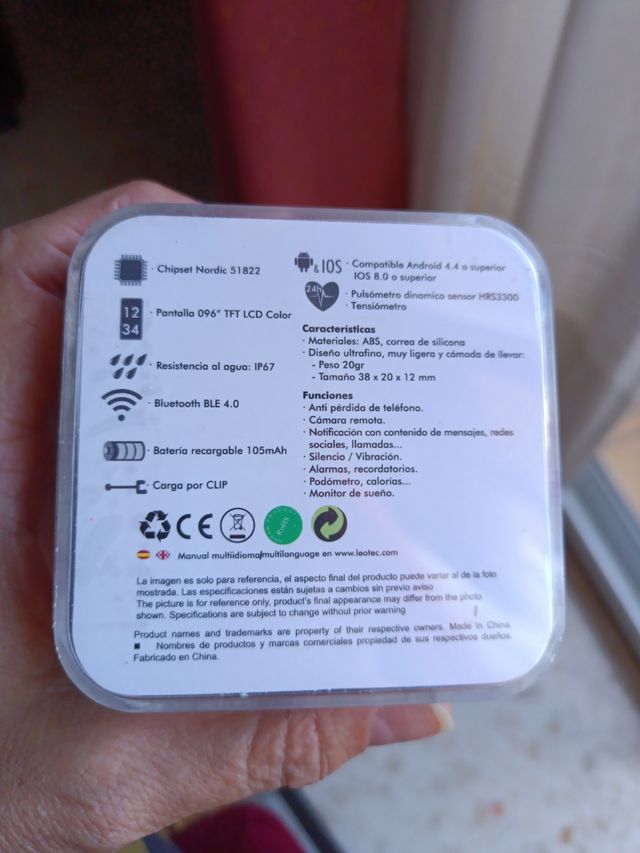 Chipset Nordic 51822
12
34
Pantalla 096" TFT LCD Color
Resistencia al agua: IP67
Bluetooth BLE 4.0
Batería recargable 105mAh
Carga por CLIP
& IOS
· Compatible Android 4.4 o superior
IOS 8.0 o superior
24h
· Pulsómetro dinamico sensor HRS3300
· Tensiómetro
Características
· Materiales: ABS, correa de silicona
· Diseño ultrafino, muy ligera y cómoda de llevar:
- Peso 20gr
- Tamaño 38 x 20 x 12 mm
Funciones
· Anti pérdida de teléfono.
· Cámara remota.
· Notificación con contenido de mensajes, redes
sociales, llamadas...
· Silencio / Vibración.
· Alarmas, recordatorios.
· Podómetro, calorías...
· Monitor de sueño.
CE
RoHS
Manual multiidioma/multilanguage en www.leotec.com
La imagen es solo para referencia, el aspecto final del producto puede variar al de la foto
mostrada. Las especificaciones están sujetas a cambios sin previo aviso
The picture is for reference only, product's final appearance may differ from the photo
shown. Specifications are subject to change without prior warning
Product names and trademarks are property of their respective owners. Made in China.
Nombres de productos y marcas comerciales propiedad de sus respectivos dueños.
Fabricado en China.